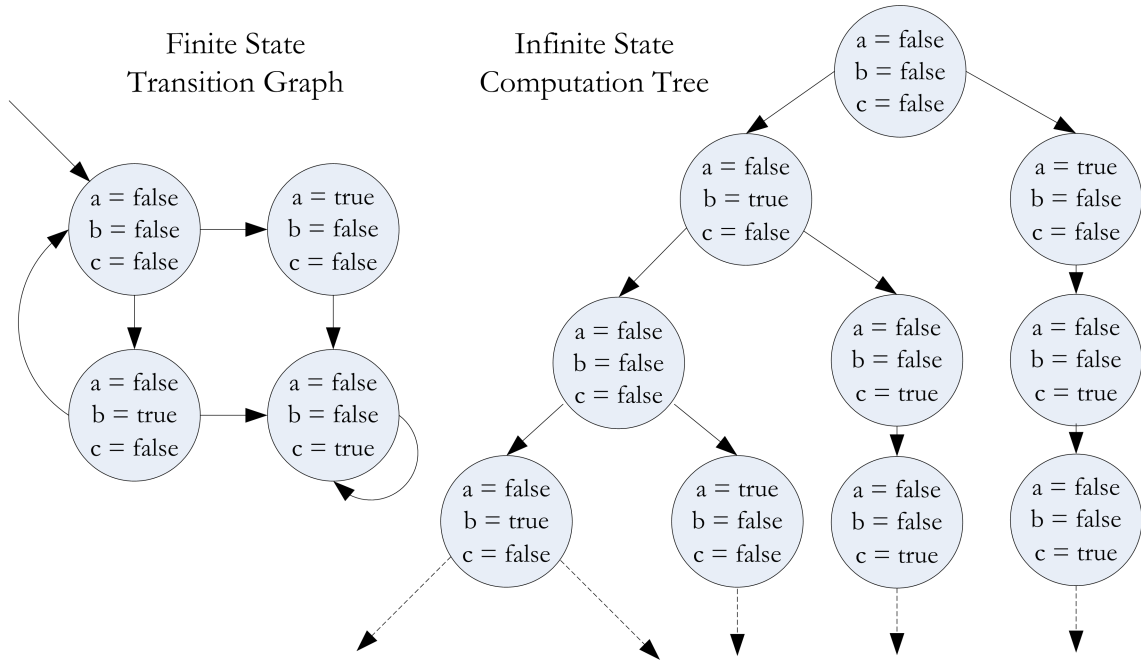 Finite State
Transition Graph
a = false
b = false
c = false
a = true
b = false
c = false
a = false
b = true
c = false
a = false
b = false
c = true
Infinite State
Computation Tree
a = false
b = false
c = false
a = false
b = true
c = false
a = true
b = false
c = false
a = false
b = false
c = false
a = false
b = false
c = true
a = false
b = false
c = true
a = false
b = true
c = false
a = true
b = false
c = false
a = false
b = false
c = true
a = false
b = false
c = true